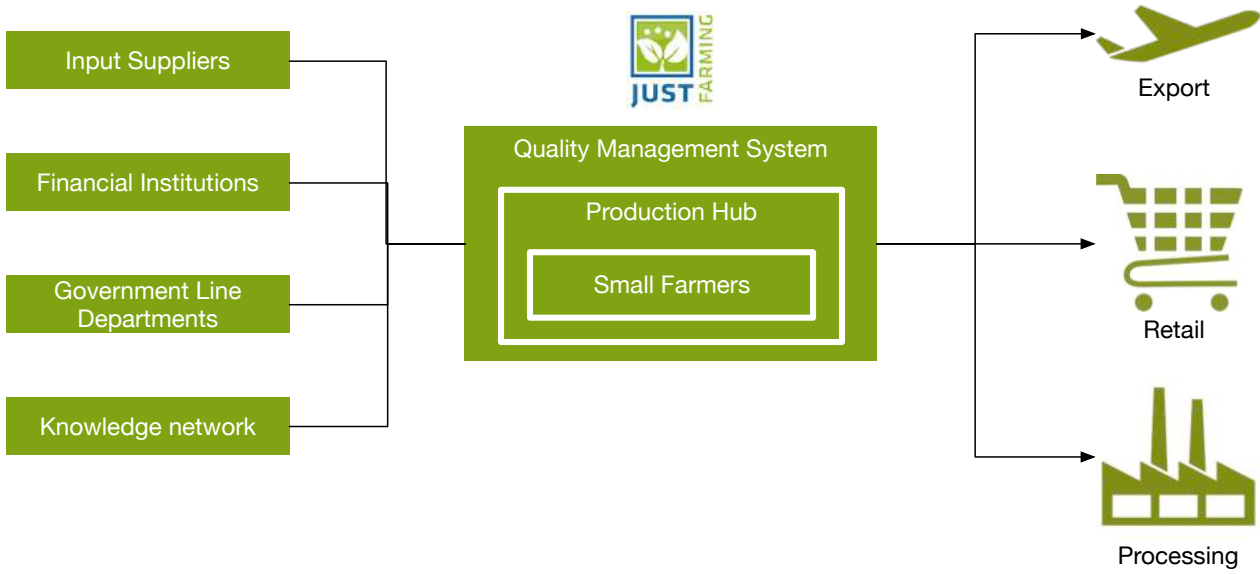 Input Suppliers
Financial Institutions
Government Line
Departments
Knowledge network
JUST
FARMING
Quality Management System
Production Hub
Small Farmers
Export
Retail
Processing